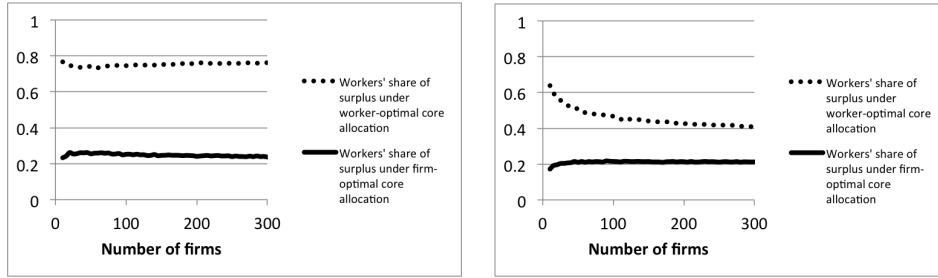 1
0.8
0.6
0.4
0.2
0
0 100 200 300
Number of firms
Workers' share of
surplus under
worker-optimal core
allocation
Workers' share of
surplus under firm-
optimal core
allocation
1
0.8
0.6
0.4
0.2
0
0 100 200 300
Number of firms
Workers' share of
surplus under
worker-optimal core
allocation
Workers' share of
surplus under firm-
optimal core
allocation